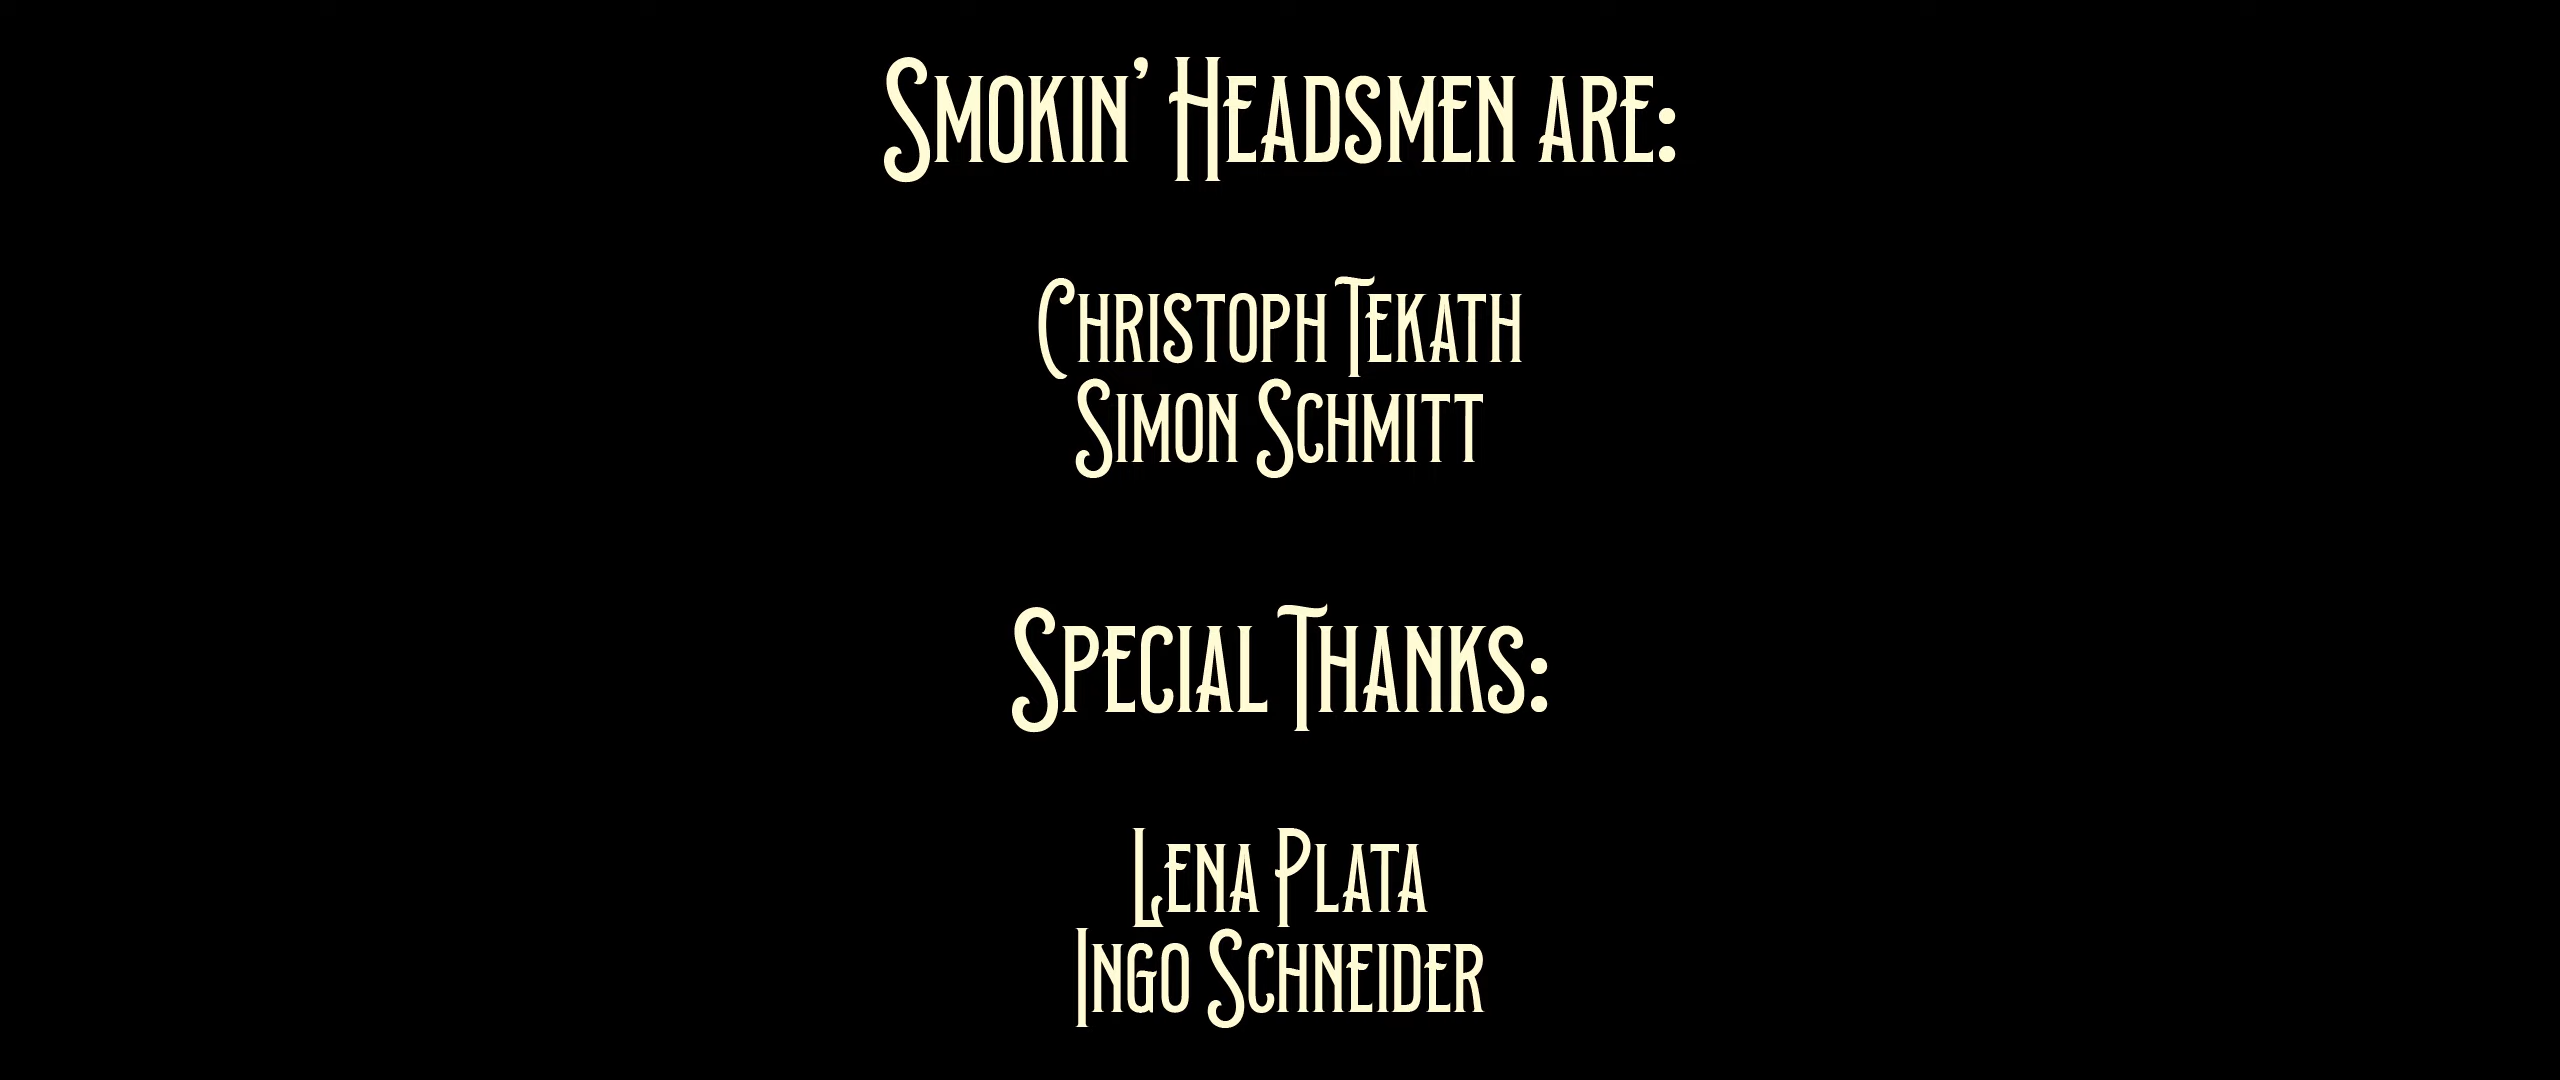 Smokin’ Headsmen are:
Christoph Tekath
Simon Schmitt
Special Thanks:
Lena Plata
Ingo Schneider